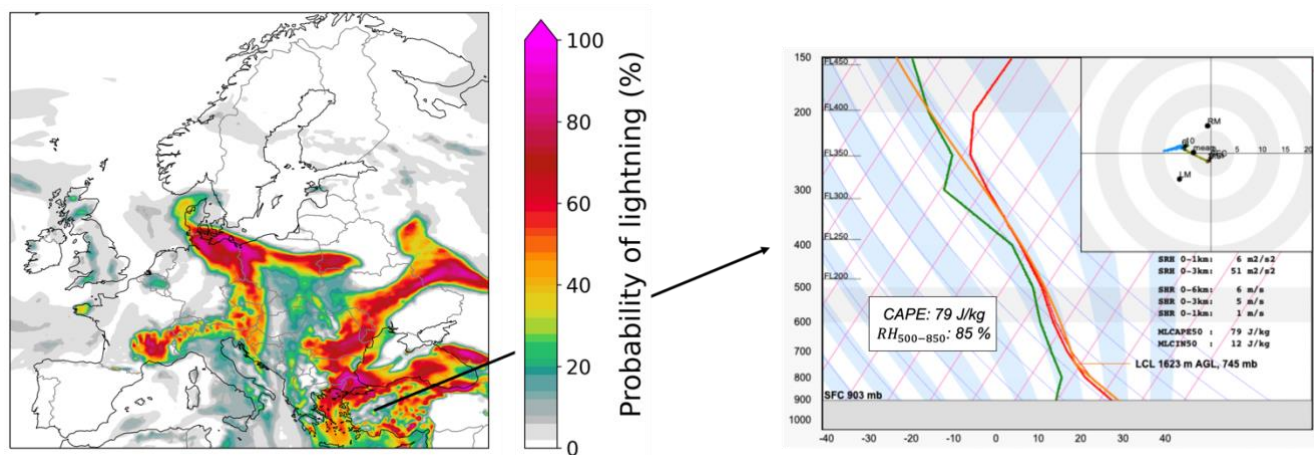 100
80
60
40
20
0
Probability of lightning (%)
150
200
300
400
500
600
700
800
900
1000
FL450
FL400
FL350
FL300
FL250
FL200
RM
LM
0
5
10
15
20
SRH 0-1km: 6 m2/s2
SRH 0-3km: 51 m2/s2
SHR 0-6km: 6 m/s
SHR 0-3km: 5 m/s
SHR 0-1km: 1 m/s
MLCAPE50 : 79 J/kg
MLCIN50 : 12 J/kg
CAPE: 79 J/kg
RH500−850: 85 %
LCL 1623 m AGL, 745 mb
SFC 903 mb
-40 -30 -20 -10 0 10 20 30 40